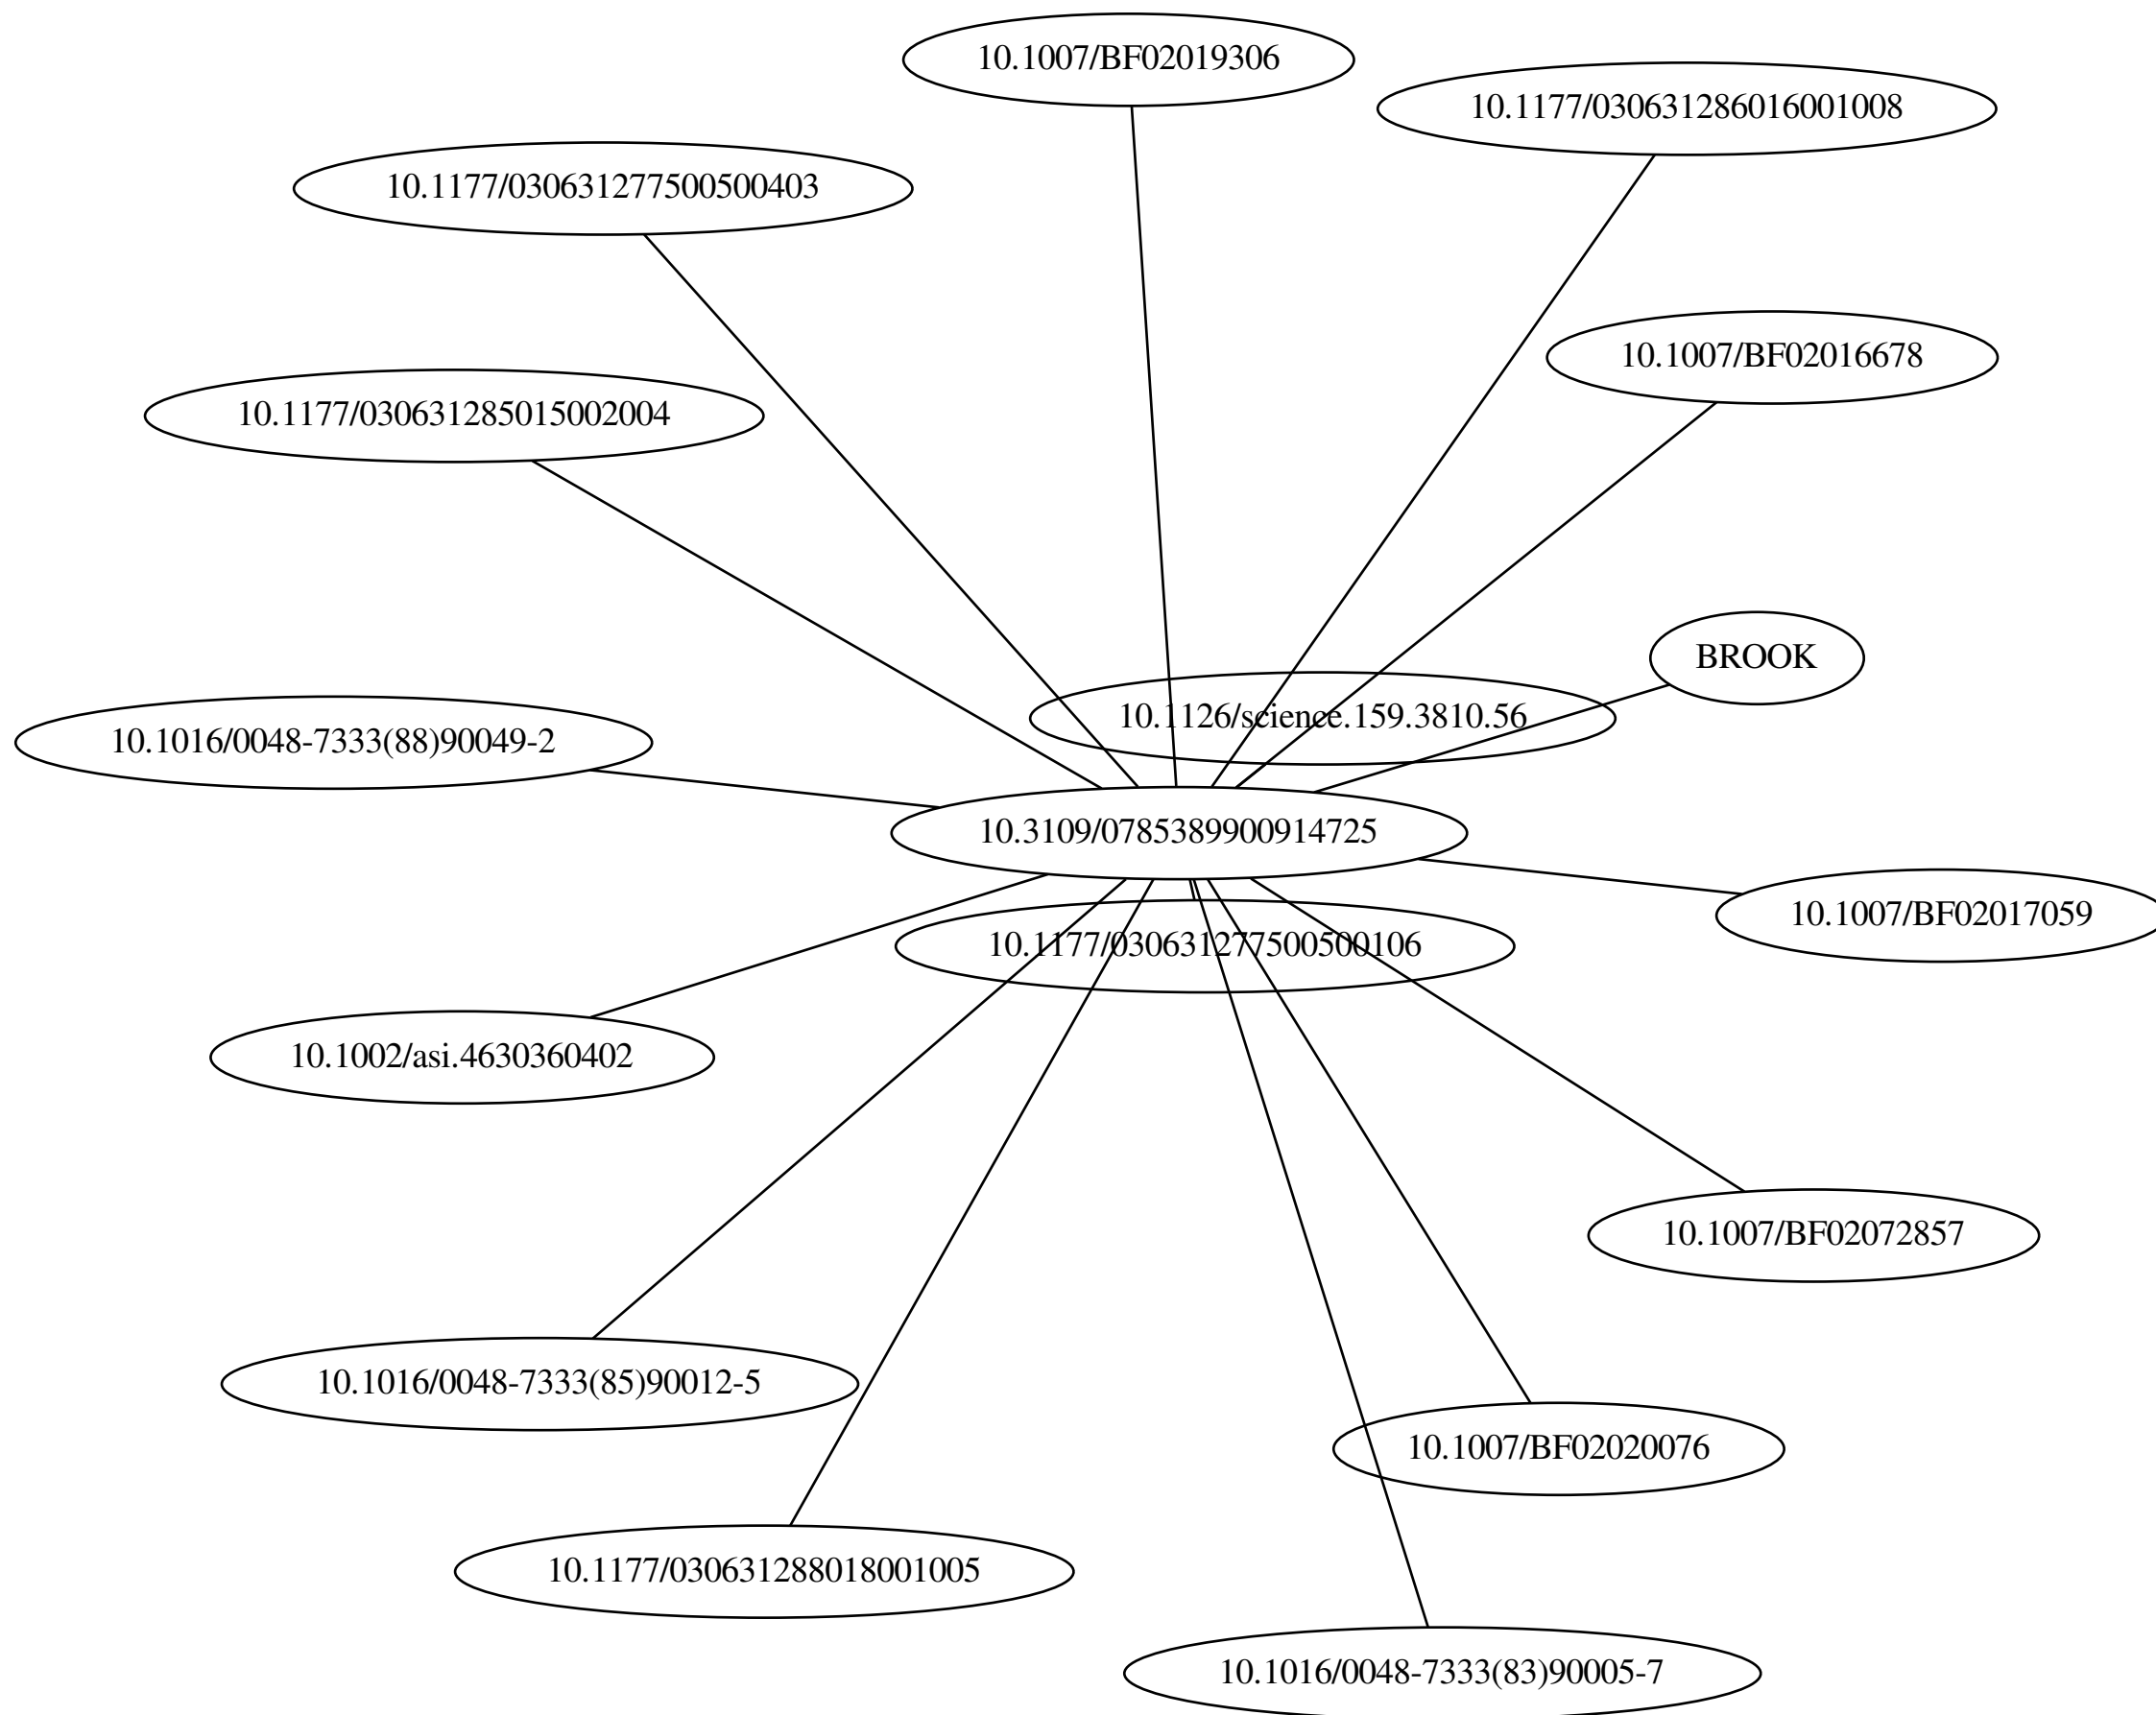 10.1007/BF02019306
10.1177/030631286016001008
10.1177/030631277500500403
10.1007/BF02016678
10.1177/030631285015002004
BROOK
10.1126/science.159.3810.56
10.1016/0048-7333(88)90049-2
10.3109/0785389900914725
10.1007/BF02017059
10.1177/030631277500500106
10.1002/asi.4630360402
10.1007/BF02072857
10.1016/0048-7333(85)90012-5
10.1007/BF02020076
10.1177/030631288018001005
10.1016/0048-7333(83)90005-7